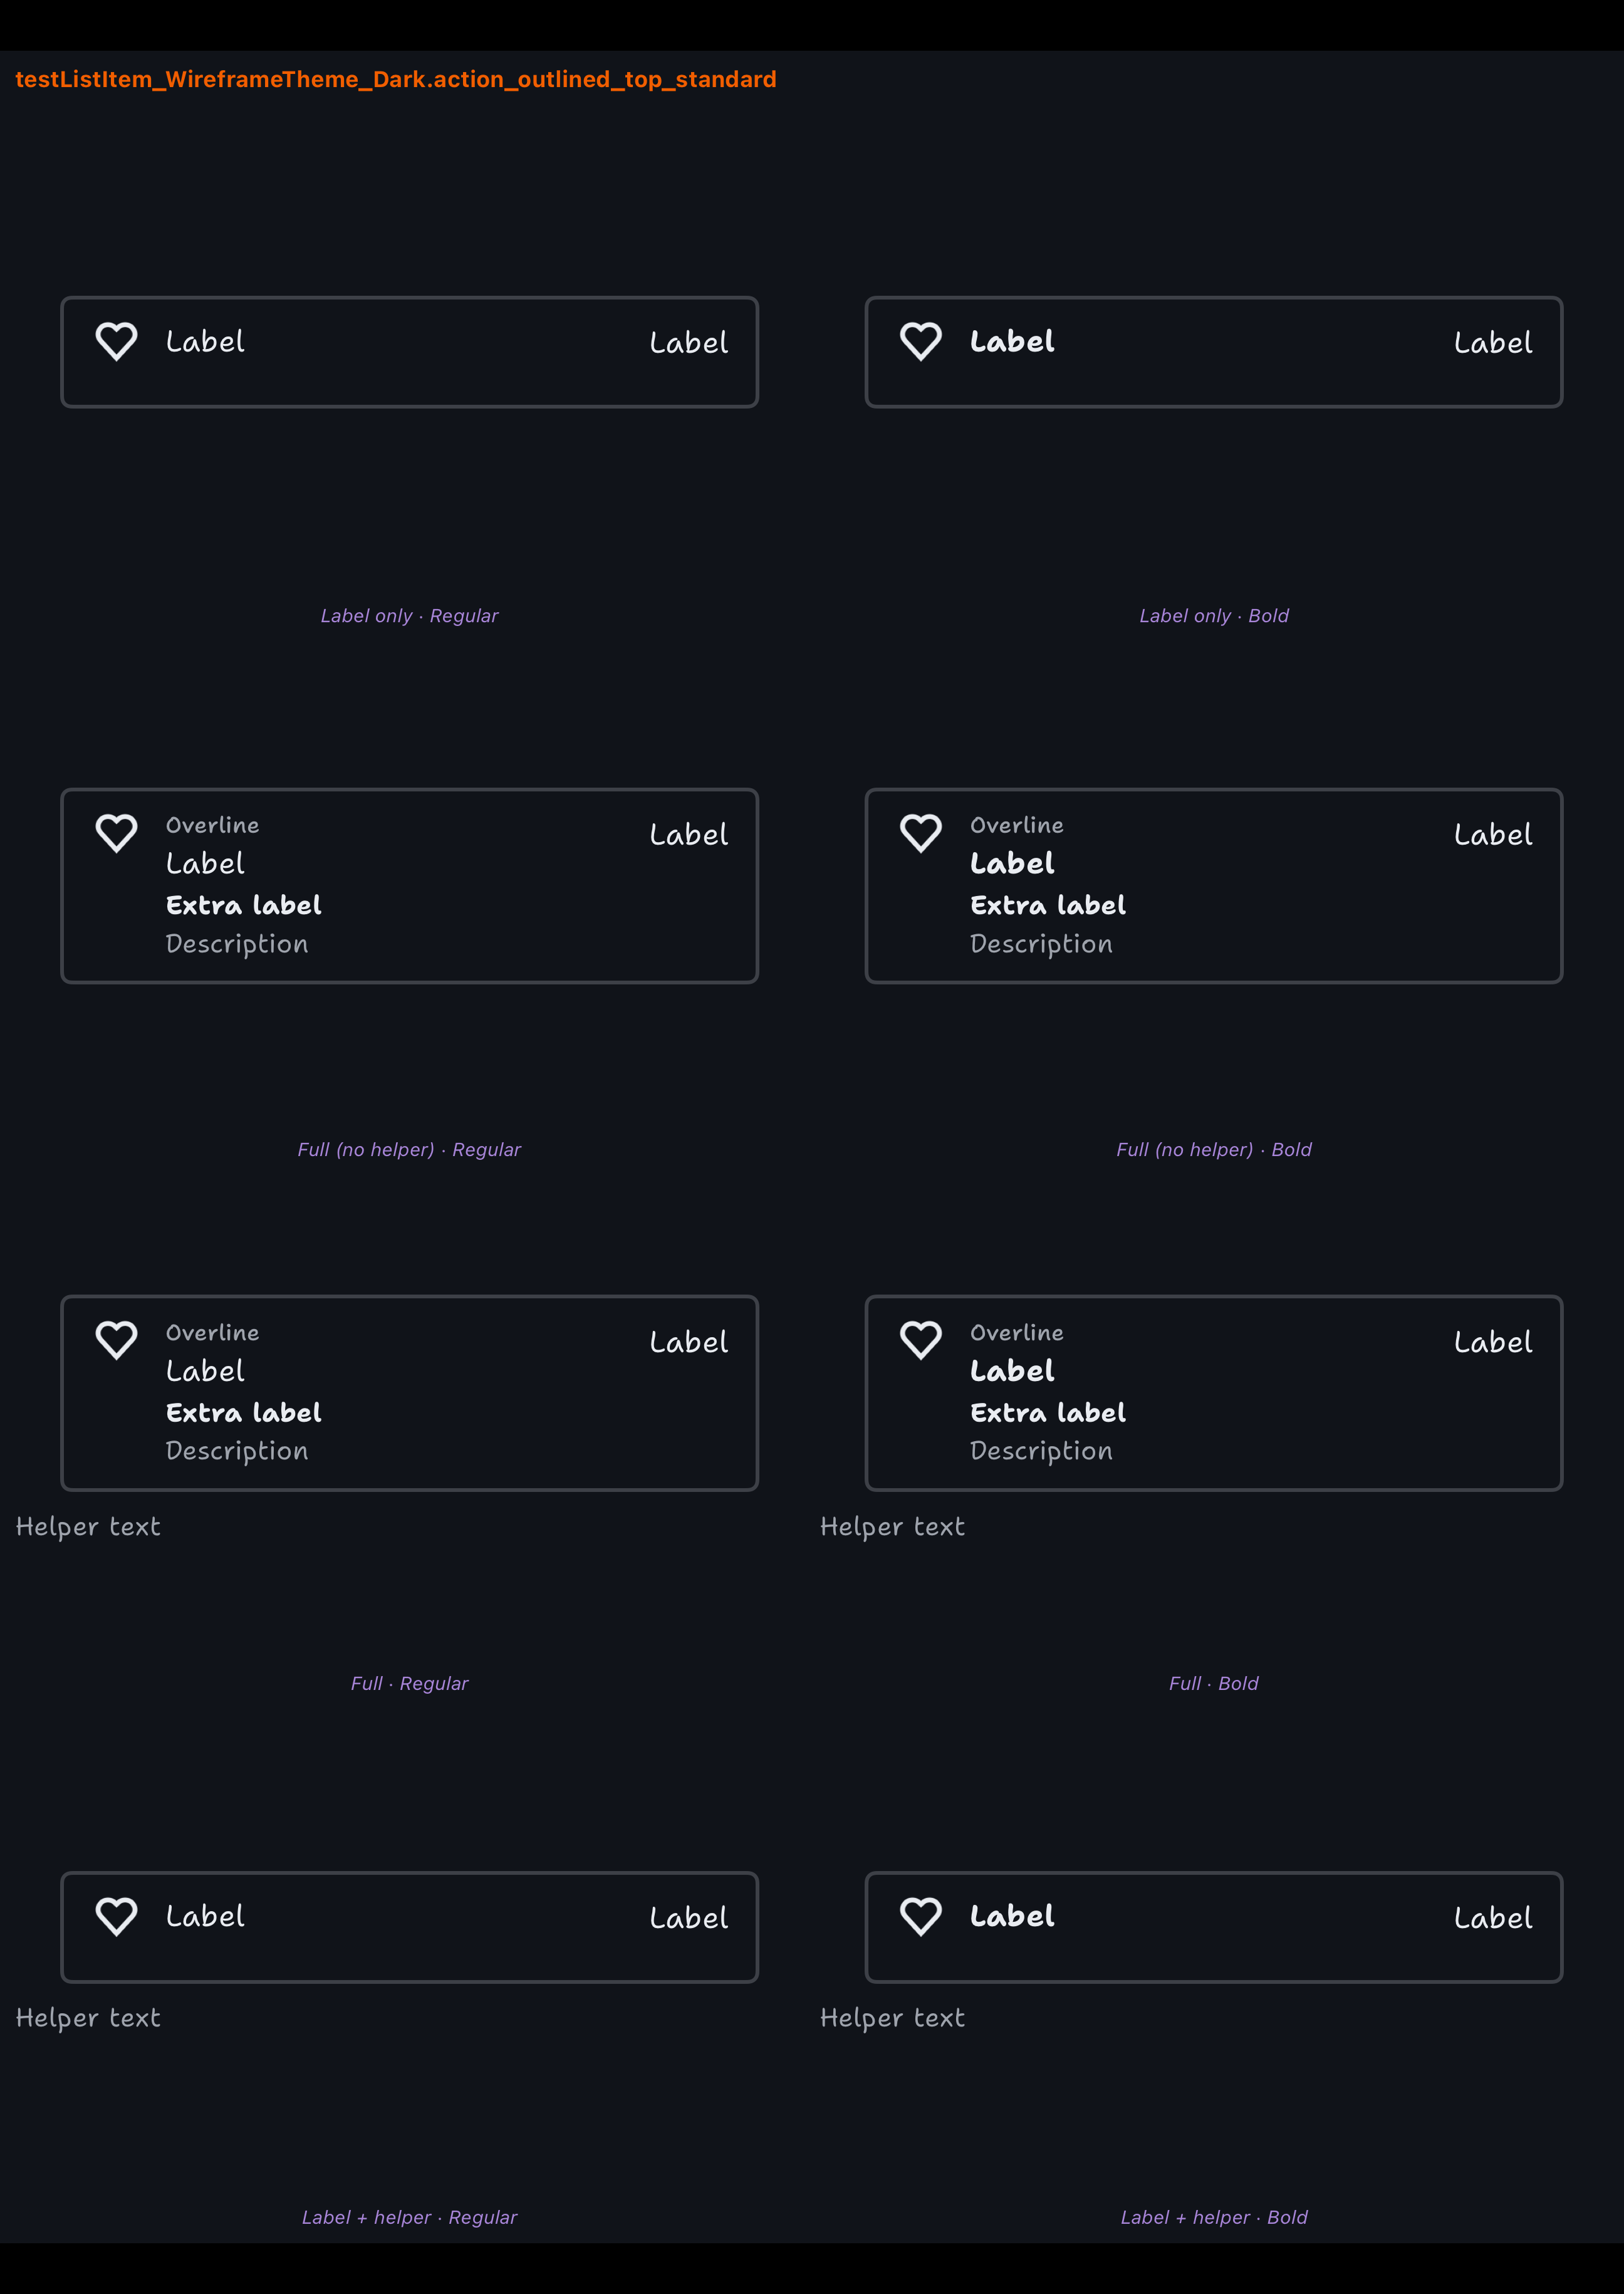 testListItem_WireframeTheme_Dark.action_outlined_top_standard
Label Label
Label Label
Label only · Regular
Label only · Bold
Overline
Label
Label
Extra label
Description
Overline
Label
Label
Extra label
Description
Full (no helper) · Regular
Full (no helper) · Bold
Overline
Label
Label
Extra label
Description
Helper text
Overline
Label
Label
Extra label
Description
Helper text
Full · Regular
Full · Bold
Label Label
Helper text
Label Label
Helper text
Label + helper · Regular
Label + helper · Bold